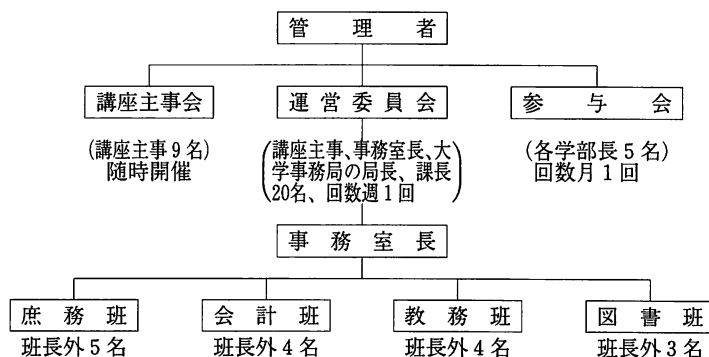 管理者
講座主事会
運営委員会
参与会
(講座主事9名)
随時開催
(講座主事、事務室長、大
学事務局の局長、課長
20名、回数週1回)
(各学部長5名)
回数月1回
事務室長
庶務班
会計班
教務班
図書班
班長外5名
班長外4名
班長外4名
班長外3名